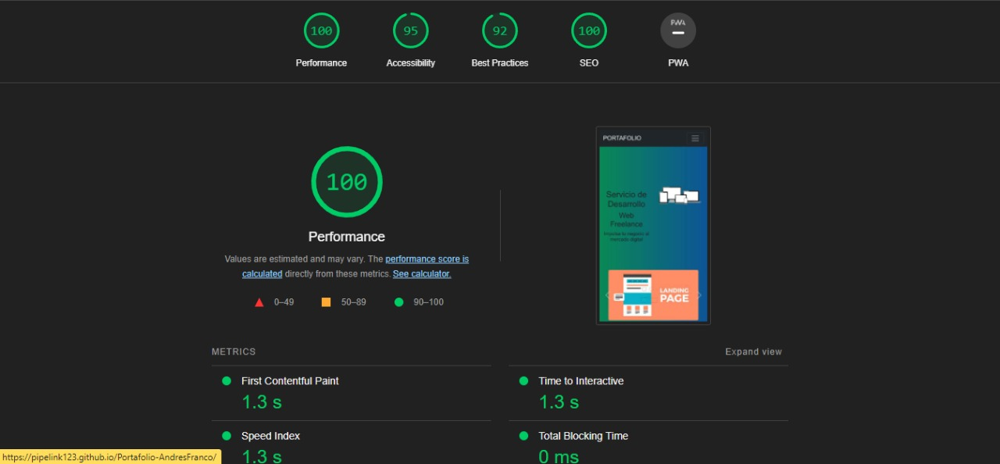 100
95
92
100
PWA
Performance
Accessibility
Best Practices
SEO
PWA
100
Performance
Values are estimated and may vary. The performance score is
calculated directly from these metrics. See calculator.
0–49
50–89
90–100
PORTAFOLIO
Servicio de
Desarrollo
Web
Freelance
Impulsa tu negocio al
mercado digital
LANDING
PAGE
METRICS
Expand view
First Contentful Paint
1.3 s
Time to Interactive
1.3 s
Speed Index
1.3 s
Total Blocking Time
0 ms
https://pipelink123.github.io/Portafolio-AndresFranco/